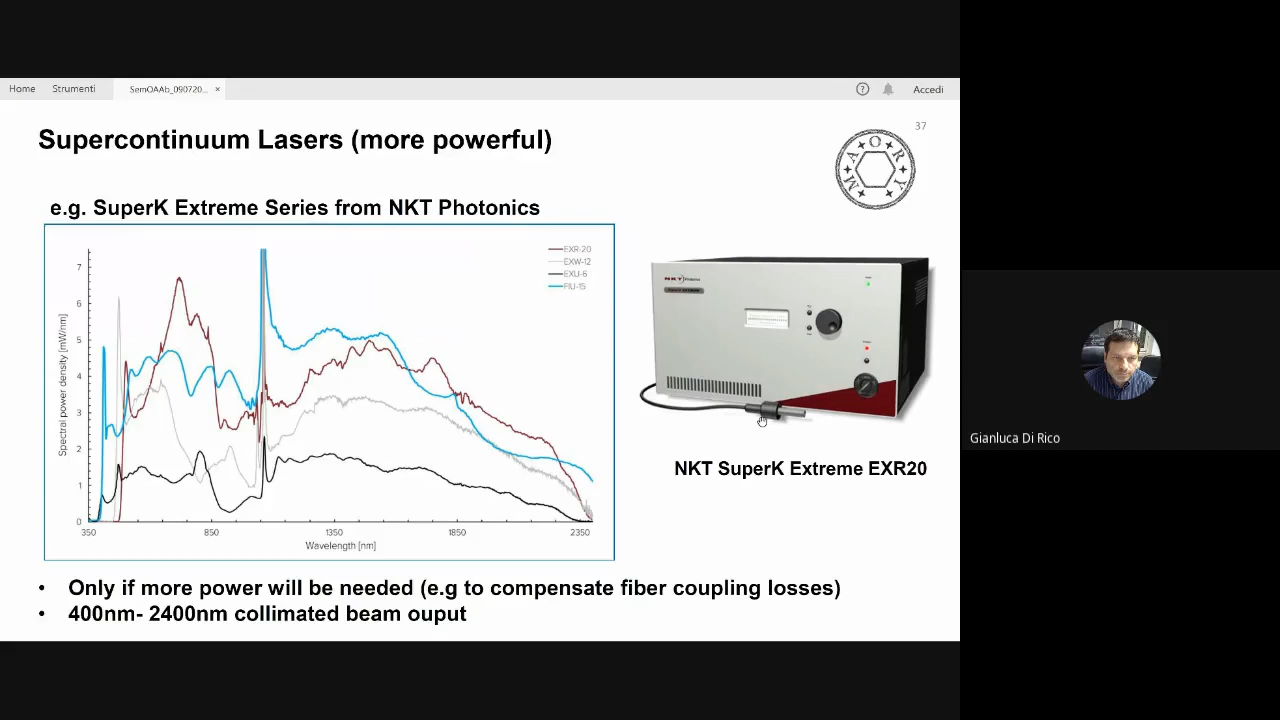 Home Strumenti SemOAAb_090720... × ? Accedi
37
Supercontinuum Lasers (more powerful)
MAORY
e.g. SuperK Extreme Series from NKT Photonics
EXR-20
EXW-12
EXU-6
FIU-15
7
6
5
4
3
2
1
0
Spectral power density [mW/nm]
350 850 1350 1850 2350
Wavelength [nm]
NKT Photonics
NKT SuperK Extreme EXR20
Gianluca Di Rico
• Only if more power will be needed (e.g to compensate fiber coupling losses)
• 400nm- 2400nm collimated beam ouput